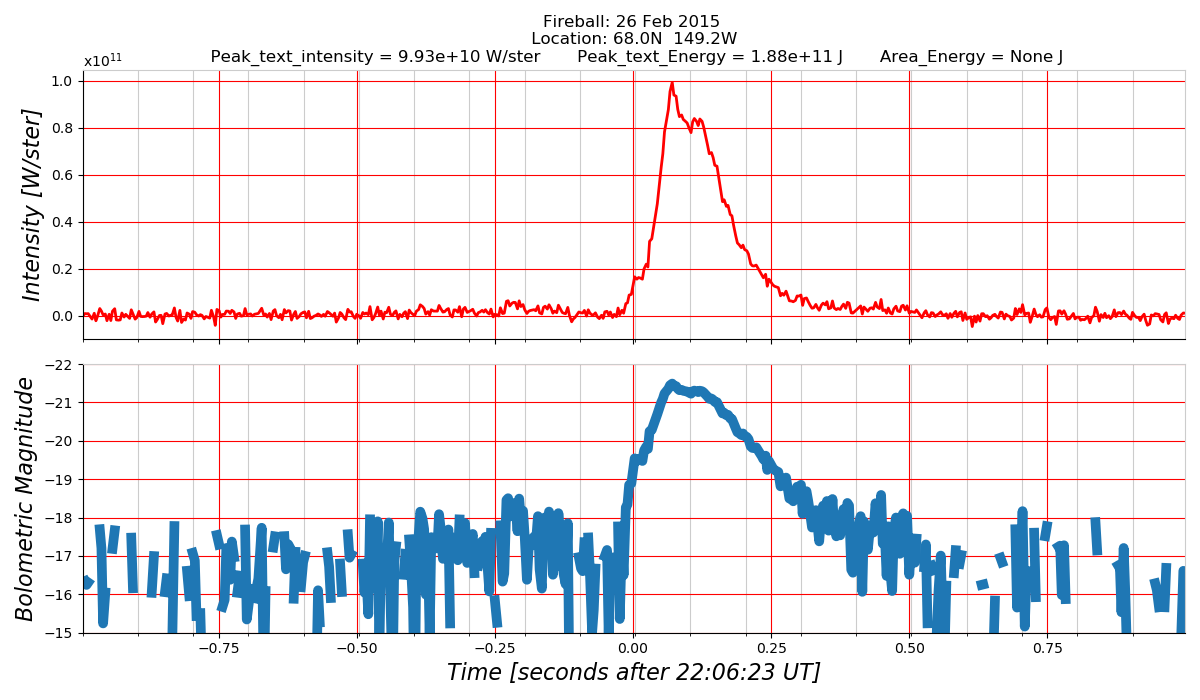 Fireball: 26 Feb 2015
Location: 68.0N 149.2W
Peak_text_intensity = 9.93e+10 W/ster Peak_text_Energy = 1.88e+11 J Area_Energy = None J
x10¹¹
1.0
0.8
0.6
0.4
0.2
0.0
Intensity [W/ster]
−22
−21
−20
−19
−18
−17
−16
−15
Bolometric Magnitude
−0.75 −0.50 −0.25 0.00 0.25 0.50 0.75
Time [seconds after 22:06:23 UT]